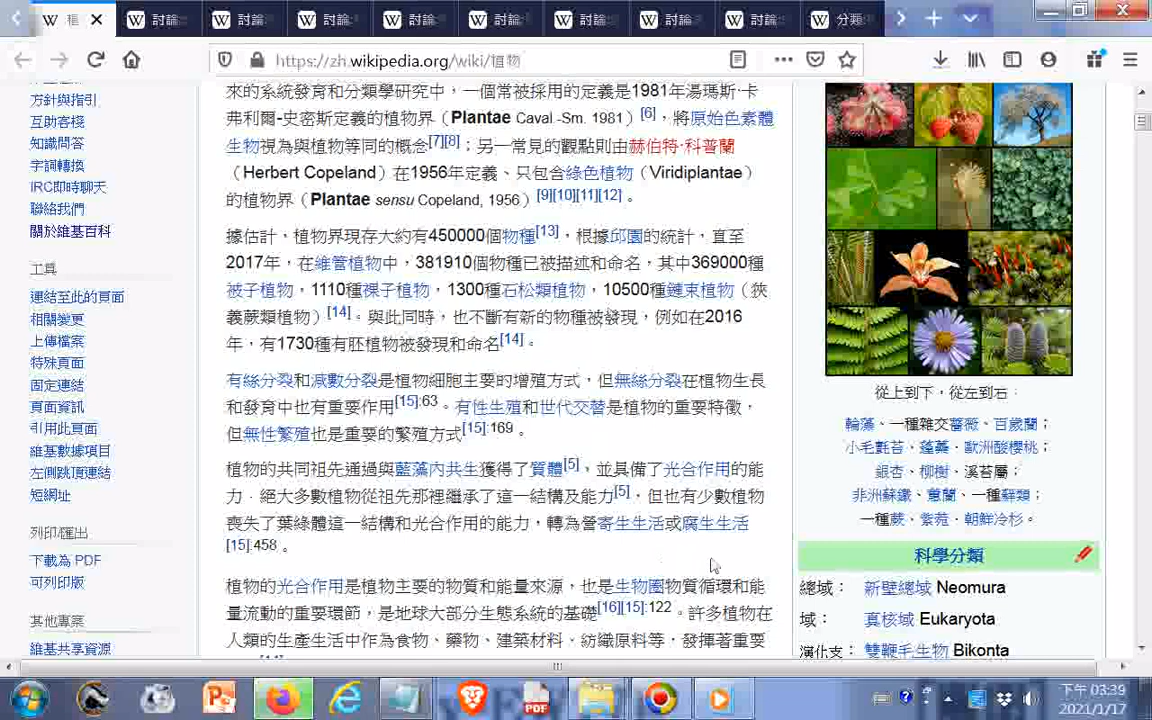 植
討論
討論
討論
討論
討論
討論
討論
討論
分類
https://zh.wikipedia.org/wiki/植物
方針與指引
互助客棧
知識問答
字詞轉換
IRC即時聊天
聯絡我們
關於維基百科
工具
連結至此的頁面
相關變更
上傳檔案
特殊頁面
固定連結
頁面資訊
引用此頁面
維基數據項目
左側跳頂連結
短網址
列印/匯出
下載為 PDF
可列印版
其他專案
維基共享資源
來的系統發育和分類學研究中，一個常被採用的定義是1981年湯瑪斯·卡
弗利爾-史密斯定義的植物界（Plantae Caval.-Sm. 1981）[6]，將原始色素體
生物視為與植物等同的概念[7][8]；另一常見的觀點則由赫伯特·科普蘭
（Herbert Copeland）在1956年定義、只包含綠色植物（Viridiplantae）
的植物界（Plantae sensu Copeland, 1956）[9][10][11][12]。
據估計，植物界現存大約有450000個物種[13]，根據邱園的統計，直至
2017年，在維管植物中，381910個物種已被描述和命名，其中369000種
被子植物，1110種裸子植物，1300種石松類植物，10500種鏈束植物（狹
義蕨類植物）[14]。與此同時，也不斷有新的物種被發現，例如在2016
年，有1730種有胚植物被發現和命名[14]。
有絲分裂和減數分裂是植物細胞主要的增殖方式，但無絲分裂在植物生長
和發育中也有重要作用[15]:63。有性生殖和世代交替是植物的重要特徵，
但無性繁殖也是重要的繁殖方式[15]:169。
植物的共同祖先通過與藍藻內共生獲得了質體[5]，並具備了光合作用的能
力．絕大多數植物從祖先那裡繼承了這一結構及能力[5]，但也有少數植物
喪失了葉綠體這一結構和光合作用的能力，轉為營寄生生活或腐生生活
[15]:458。
植物的光合作用是植物主要的物質和能量來源，也是生物圈物質循環和能
量流動的重要環節，是地球大部分生態系統的基礎[16][15]:122。許多植物在
人類的生產生活中作為食物、藥物、建築材料、紡織原料等，發揮著重要
從上到下，從左到右：
輪藻、一種雜交薔薇、百歲蘭；
小毛氈苔、蓬蘽、歐洲酸櫻桃；
銀杏、柳樹、溪苔屬；
非洲蘇鐵、蕙蘭、一種蘚類；
一種蕨、紫菀、朝鮮冷杉。
科學分類
總域： 新壁總域 Neomura
域： 真核域 Eukaryota
演化支： 雙鞭毛生物 Bikonta
PDF
下午 03:39
2021/1/17